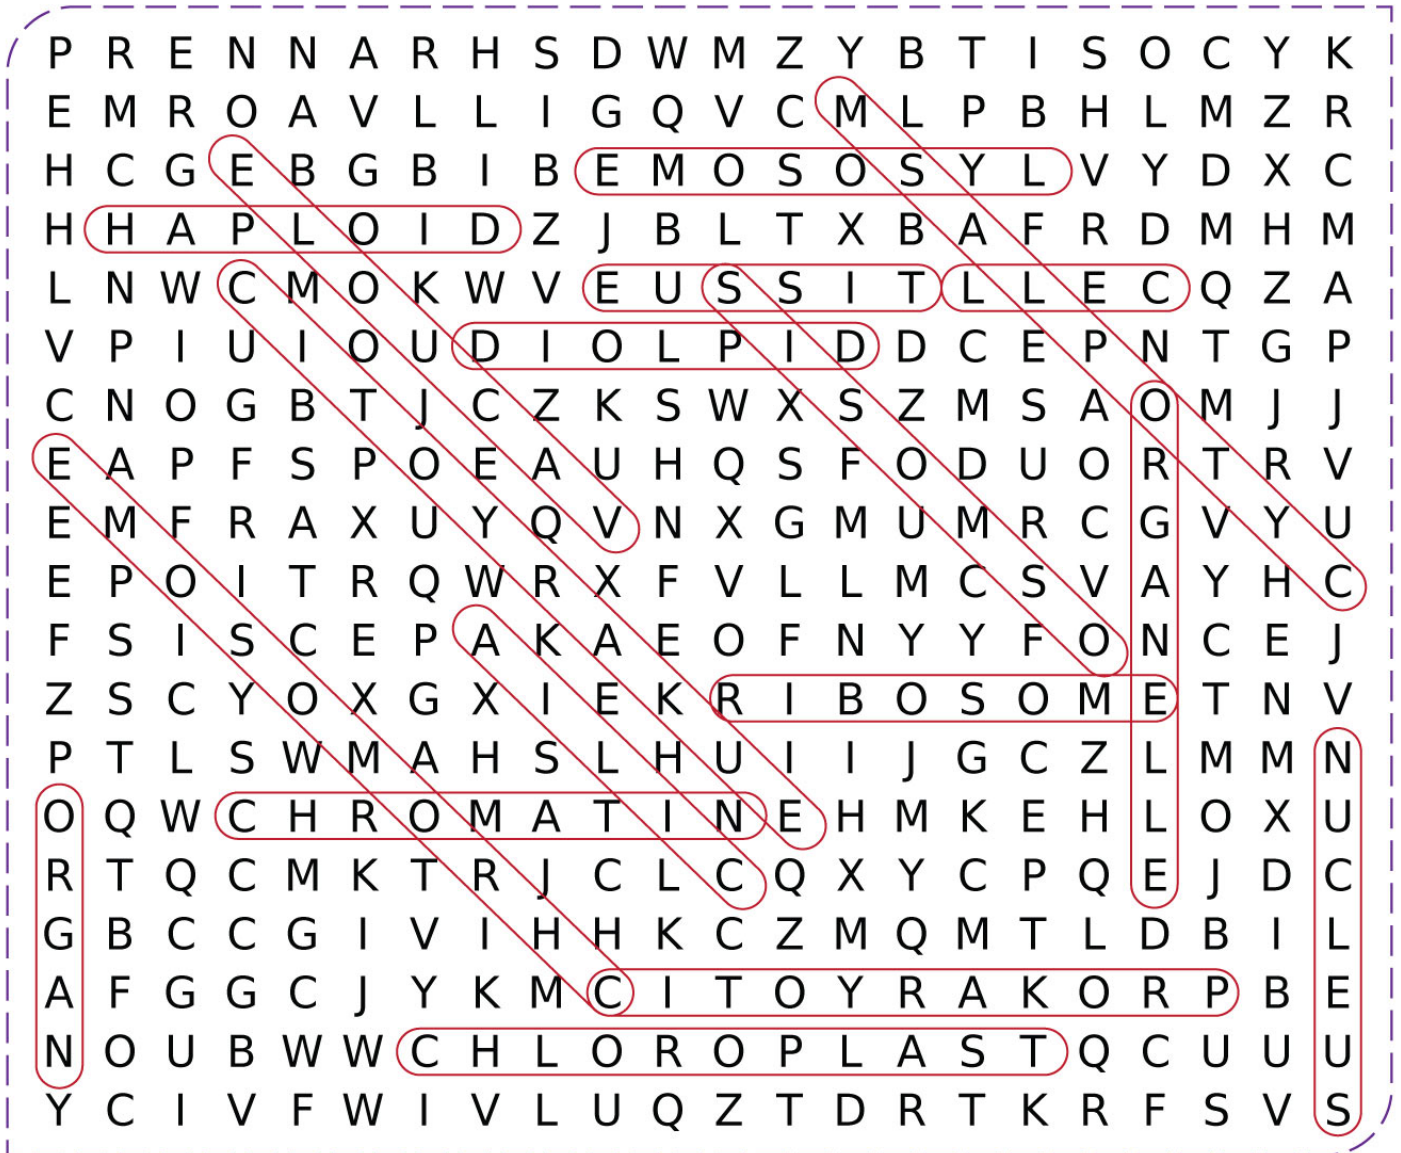 P R E N N A R H S D W M Z Y B T I S O C Y K
E M R O A V L L I G Q V C M L P B H L M Z R
H C G E B G B I B E M O S O S Y L V Y D X C
H H A P L O I D Z J B L T X B A F R D M H M
L N W C M O K W V E U S S I T L L E C Q Z A
V P I U I O U D I O L P I D D C E P N T G P
C N O G B T J C Z K S W X S Z M S A O M J J
E A P F S P O E A U H Q S F O D U O R T R V
E M F R A X U Y Q V N X G M U M R C G V Y U
E P O I T R Q W R X F V L L M C S V A Y H C
F S I S C E P A K A E O F N Y Y F O N C E J
Z S C Y O X G X I E K R I B O S O M E T N V
P T L S W M A H S L H U I I J G C Z L M M N
O Q W C H R O M A T I N E H M K E H L O X U
R T Q C M K T R J C L C Q X Y C P Q E J D C
G B C C G I V I H H K C Z M Q M T L D B I L
A F G G C J Y K M C I T O Y R A K O R P B E
N O U B W W C H L O R O P L A S T Q C U U U
Y C I V F W I V L U Q Z T D R T K R F S V S